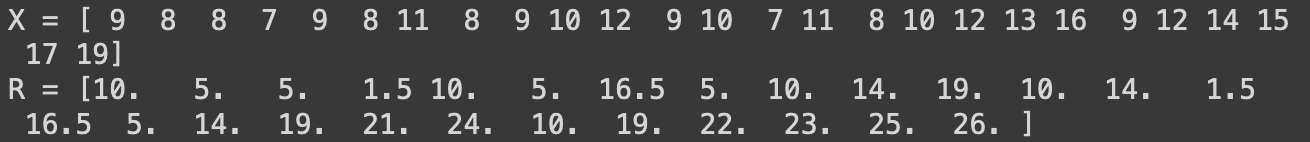 X = [ 9  8  8  7  9  8 11  8  9 10 12  9 10  7 11  8 10 12 13 16  9 12 14 15
 17 19]
R = [10.   5.   5.   1.5 10.   5.  16.5  5.  10.  14.  19.  10.  14.   1.5
 16.5  5.  14.  19.  21.  24.  10.  19.  22.  23.  25.  26. ]